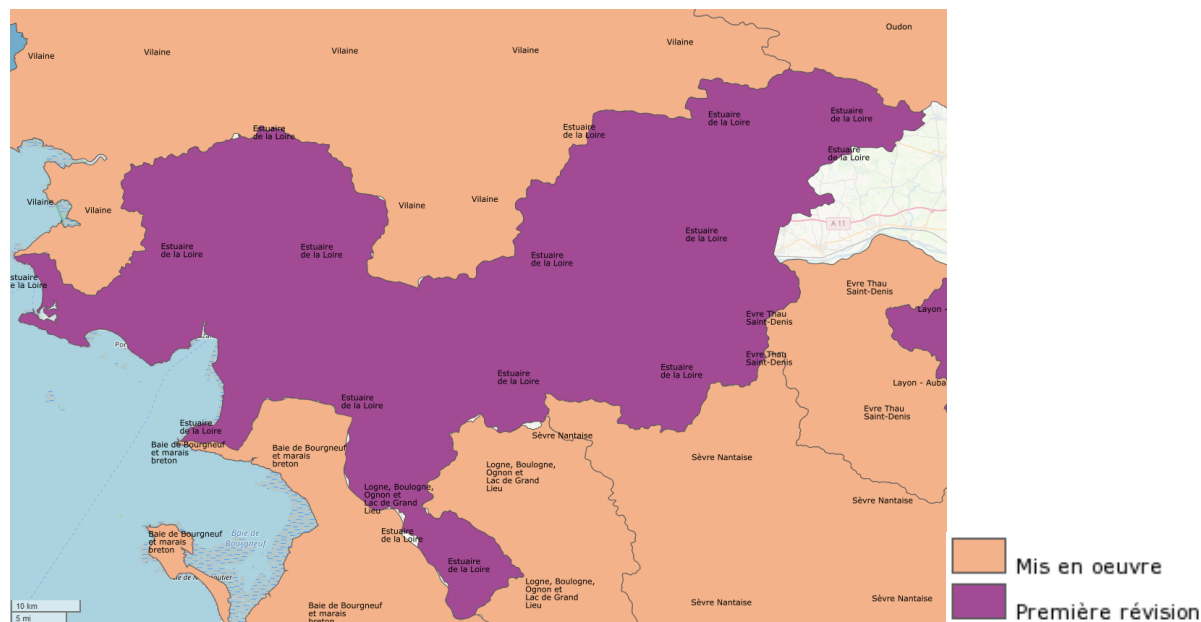 Oudon
Vilaine
Vilaine
Vilaine
Vilaine
Vilaine
Estuaire
de la Loire
Estuaire
de la Loire
Estuaire
de la Loire
Estuaire
de la Loire
Estuaire
de la Loire
Vilaine
Vilaine
Vilaine
Vilaine
A 11
Estuaire
de la Loire
Estuaire
de la Loire
Estuaire
de la Loire
Estuaire
de la Loire
stuaire
de la Loire
Evre Thau
Saint-Denis
Evre Thau
Saint-Denis
Layon -
Evre Thau
Saint-Denis
Estuaire
de la Loire
Estuaire
de la Loire
Layon - Auba
Estuaire
de la Loire
Evre Thau
Saint-Denis
Estuaire
de la Loire
Sèvre Nantaise
Baie de Bourgneuf
et marais
breton
Baie de Bourgneuf
et marais
breton
Sèvre Nantaise
Logne, Boulogne,
Ognon et
Lac de Grand
Lieu
Logne, Boulogne,
Ognon et
Lac de Grand
Lieu
Sèvre Nantaise
Baie de Bourgneuf
et marais
breton
Baie de
Bourgneuf
Estuaire
de la Loire
Estuaire
de la Loire
Logne, Boulogne,
Ognon et
Lac de Grand
Lieu
Sèvre Nantaise
Sèvre Nantaise
Baie de Bourgneuf
et marais
breton
10 km
5 mi
Mis en oeuvre
Première révision